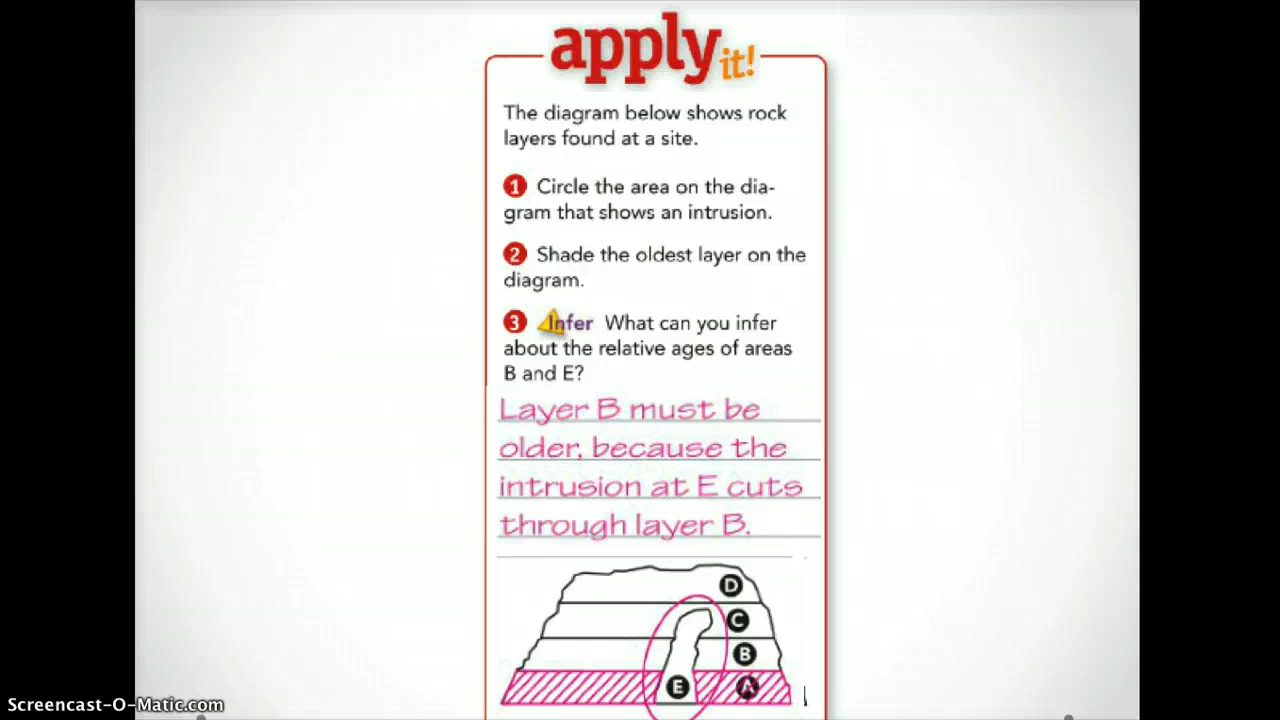 apply it!
The diagram below shows rock
layers found at a site.
1 Circle the area on the dia-
gram that shows an intrusion.
2 Shade the oldest layer on the
diagram.
3 Infer What can you infer
about the relative ages of areas
B and E?
Layer B must be
older, because the
intrusion at E cuts
through layer B.
D
C
B
E A
Screencast-O-Matic.com